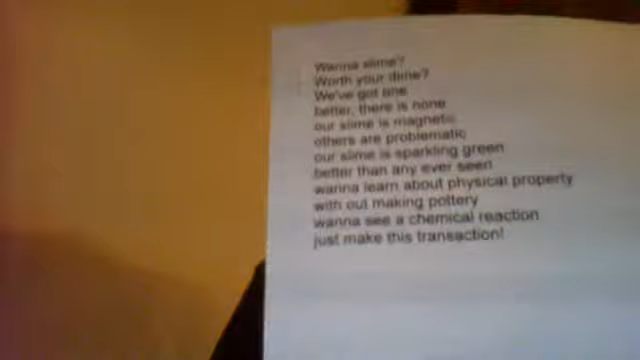 Wanna slime?
Worth your dime?
We've got one
better, there is none
our slime is magnetic
others are problematic
our slime is sparkling green
better than any ever seen
wanna learn about physical property
with out making pottery
wanna see a chemical reaction
just make this transaction!